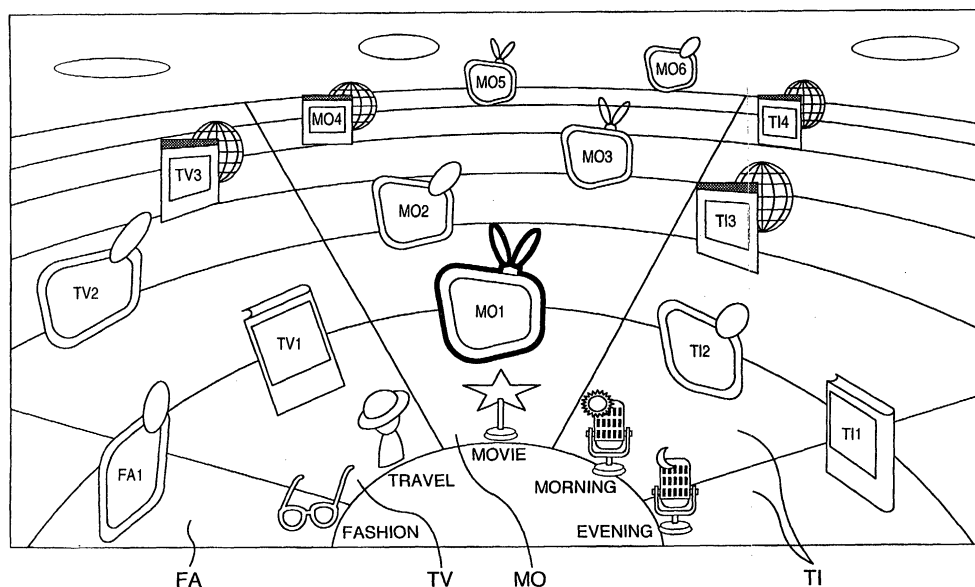 MO5
MO6
MO4
TI4
MO3
TV3
MO2
TI3
TV2
MO1
TV1
TI2
TI1
FA1
MOVIE
TRAVEL
MORNING
FASHION
EVENING
FA
TV
MO
TI